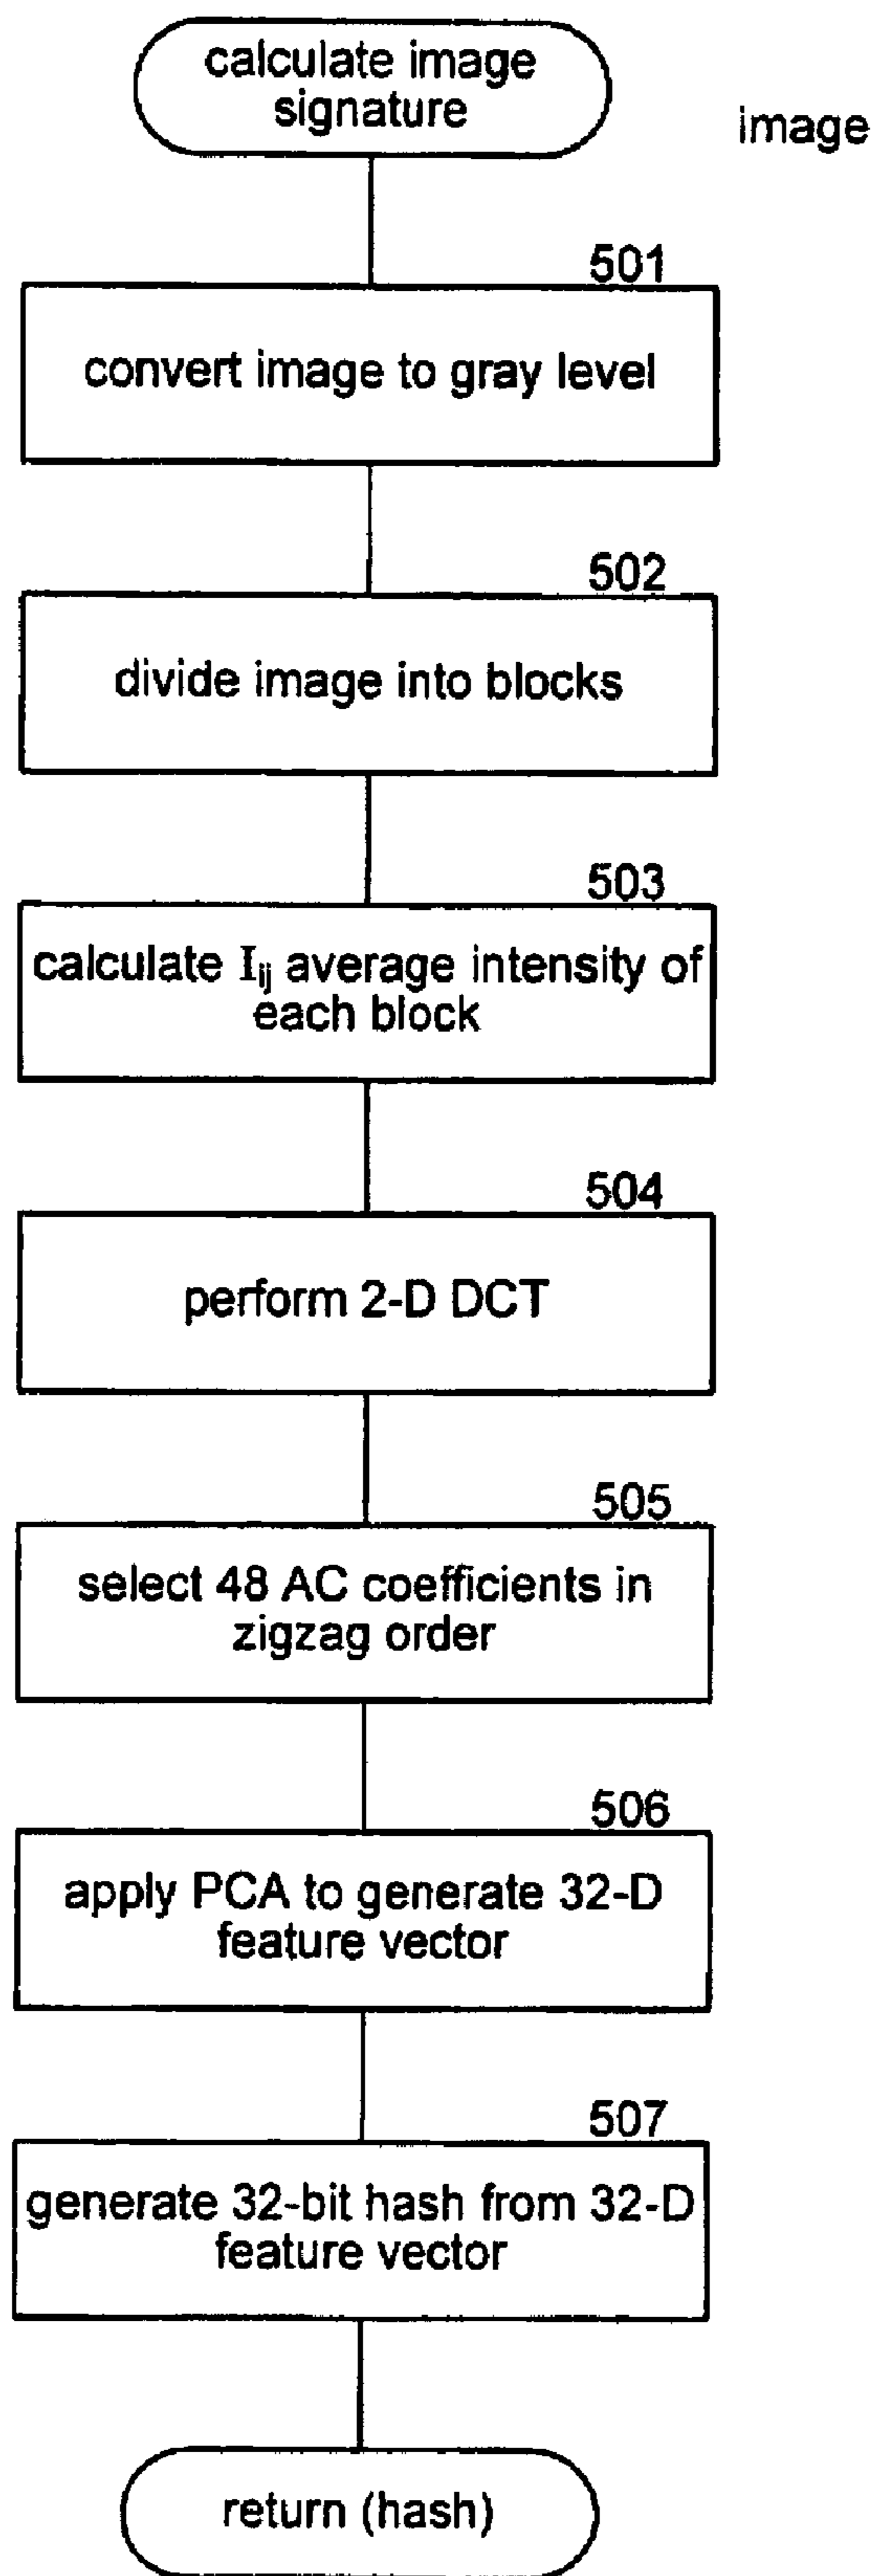 calculate image
signature
image
501
convert image to gray level
502
divide image into blocks
503
calculate Iij average intensity of
each block
504
perform 2-D DCT
505
select 48 AC coefficients in
zigzag order
506
apply PCA to generate 32-D
feature vector
507
generate 32-bit hash from 32-D
feature vector
return (hash)